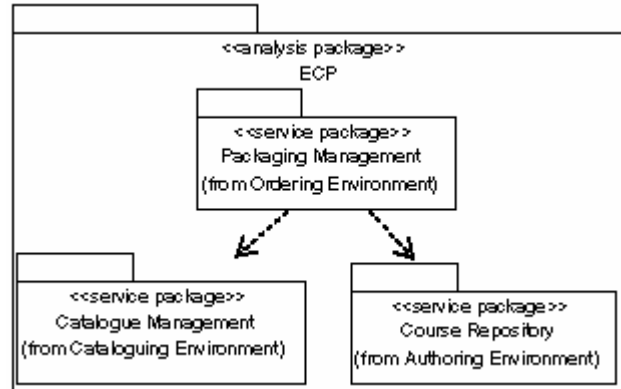 <<analysis package>>
ECP
<<service package>>
Packaging Management
(from Ordering Environment)
<<service package>>
Catalogue Management
(from Cataloguing Environment)
<<service package>>
Course Repository
(from Authoring Environment)